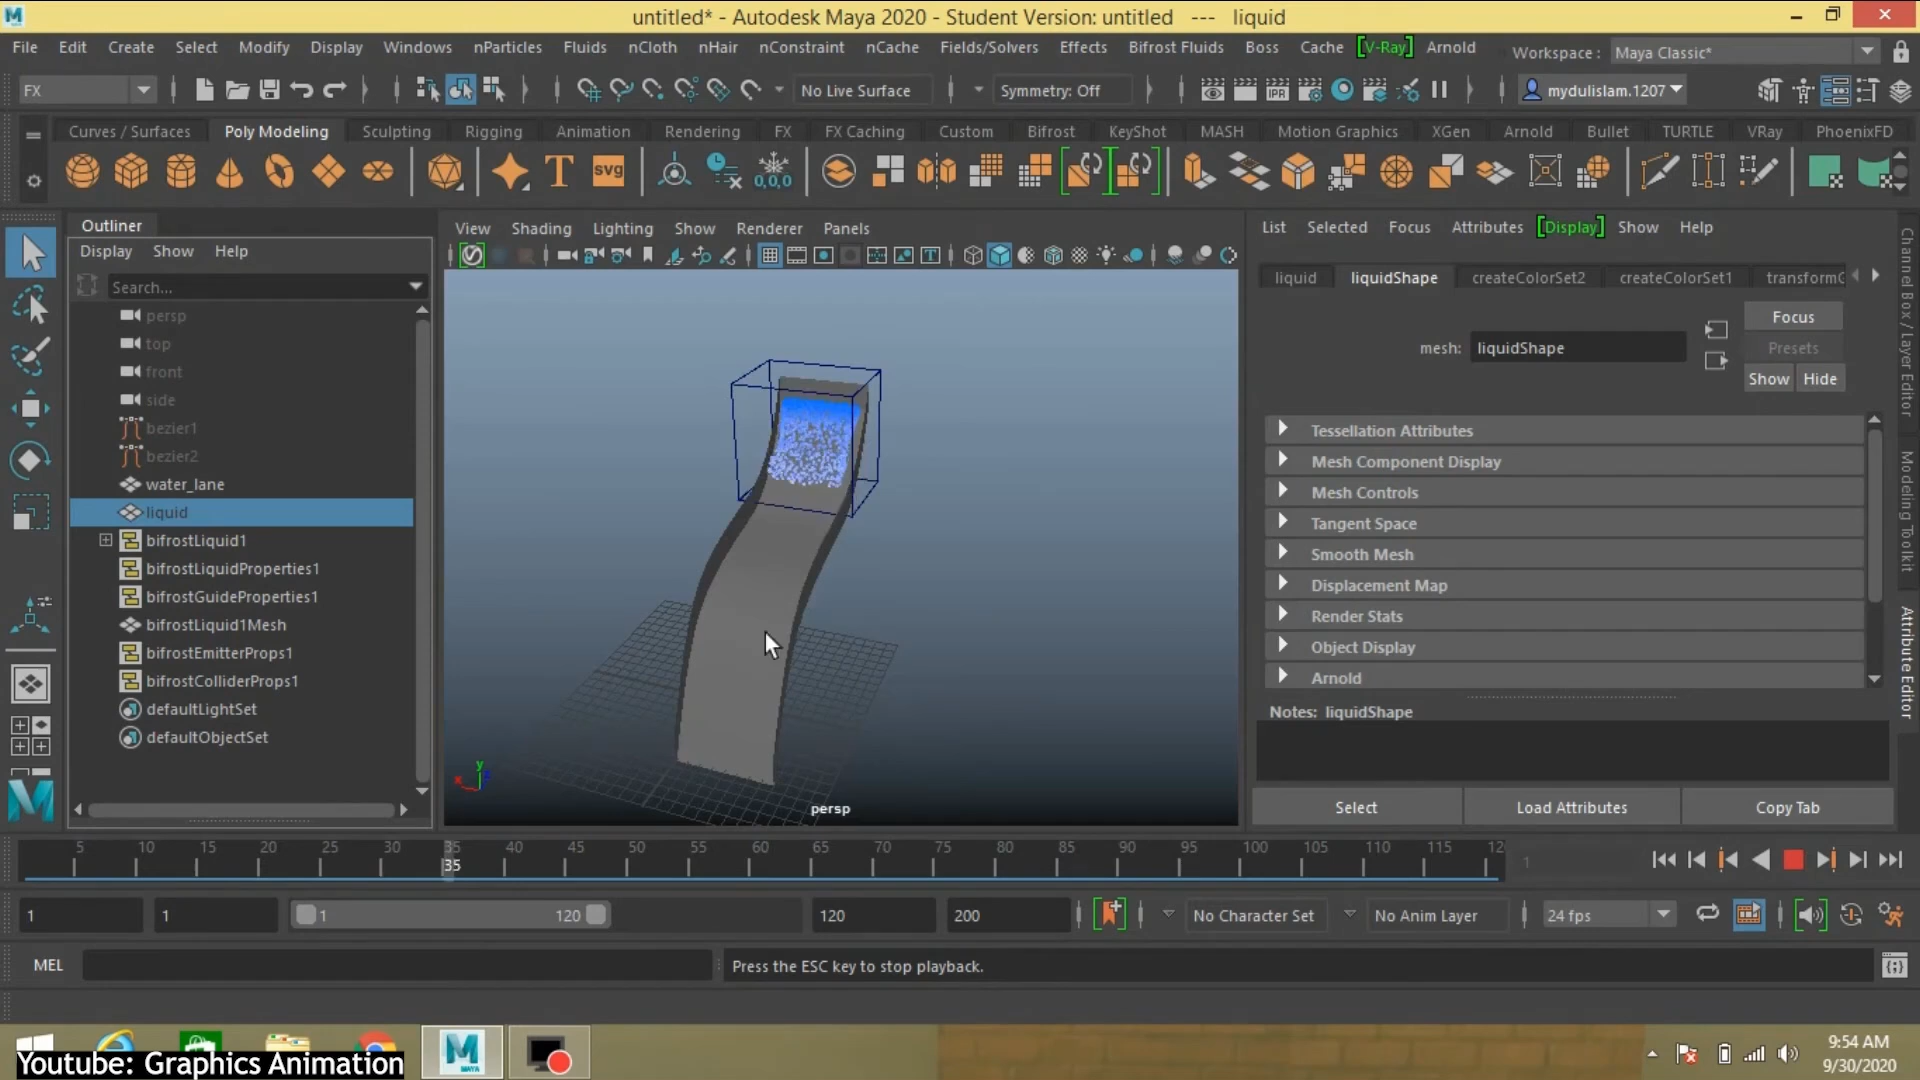 untitled* - Autodesk Maya 2020 - Student Version: untitled --- liquid
File Edit Create Select Modify Display Windows nParticles Fluids nCloth nHair nConstraint nCache Fields/Solvers Effects Bifrost Fluids Boss Cache [V-Ray] Arnold Workspace : Maya Classic*
FX No Live Surface Symmetry: Off IPR mydulislam.1207
Curves / Surfaces Poly Modeling Sculpting Rigging Animation Rendering FX FX Caching Custom Bifrost KeyShot MASH Motion Graphics XGen Arnold Bullet TURTLE VRay PhoenixFD
T SVG 0,0,0
Outliner
Display Show Help
Search...
persp
top
front
side
bezier1
bezier2
water_lane
liquid
bifrostLiquid1
bifrostLiquidProperties1
bifrostGuideProperties1
bifrostLiquid1Mesh
bifrostEmitterProps1
bifrostColliderProps1
defaultLightSet
defaultObjectSet
View Shading Lighting Show Renderer Panels
y
x
persp
List Selected Focus Attributes [Display] Show Help
liquid liquidShape createColorSet2 createColorSet1
Focus
mesh: liquidShape
Presets
Show Hide
Tessellation Attributes
Mesh Component Display
Mesh Controls
Tangent Space
Smooth Mesh
Displacement Map
Render Stats
Object Display
Arnold
Notes: liquidShape
Select Load Attributes Copy Tab
Channel Box / Layer Editor
Modeling Toolkit
Attribute Editor
5 10 15 20 25 30 35 40 45 50 55 60 65 70 75 80 85 90 95 100 105 110 115 12
35
1
1 1 1 120 120 200 No Character Set No Anim Layer 24 fps
MEL Press the ESC key to stop playback.
Youtube: Graphics Animation
MAYA
9:54 AM
9/30/2020